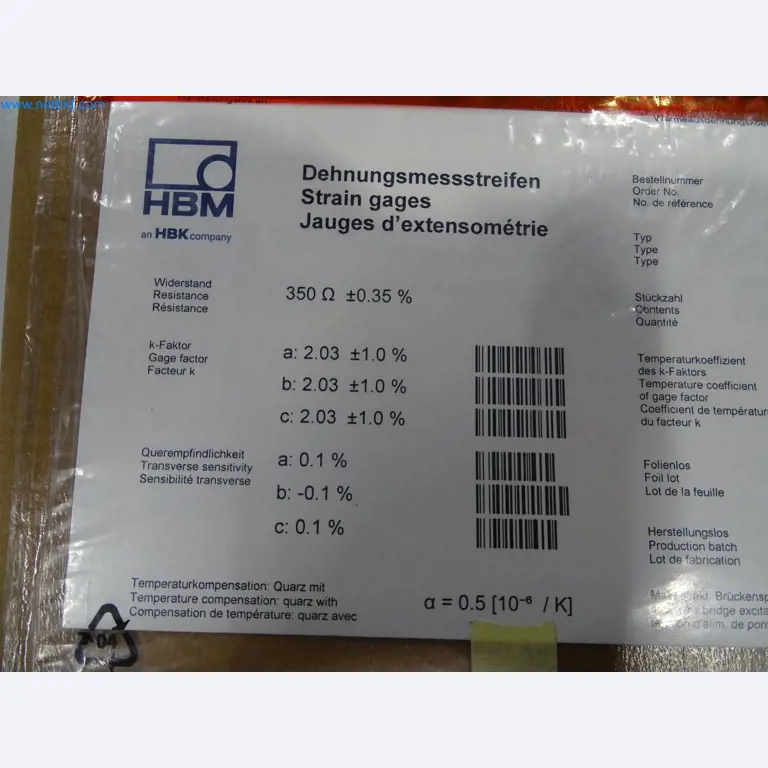 HBM
an HBK company
Dehnungsmessstreifen
Strain gages
Jauges d'extensométrie
Bestellnummer
Order No.
No. de référence
Typ
Type
Type
Widerstand
Resistance
Résistance
350 Ω ±0.35 %
Stückzahl
Contents
Quantité
k-Faktor
Gage factor
Facteur k
a: 2.03 ±1.0 %
b: 2.03 ±1.0 %
c: 2.03 ±1.0 %
Temperaturkoeffizient
des k-Faktors
Temperature coefficient
of gage factor
Coefficient de température
du facteur k
Querempfindlichkeit
Transverse sensitivity
Sensibilité transverse
a: 0.1 %
b: -0.1 %
c: 0.1 %
Folienlos
Foil lot
Lot de la feuille
Herstellungslos
Production batch
Lot de fabrication
Temperaturkompensation: Quarz mit
Temperature compensation: quarz with
Compensation de température: quarz avec
α = 0.5 [10⁻⁶ / K]
bridge
d'alim. de
04